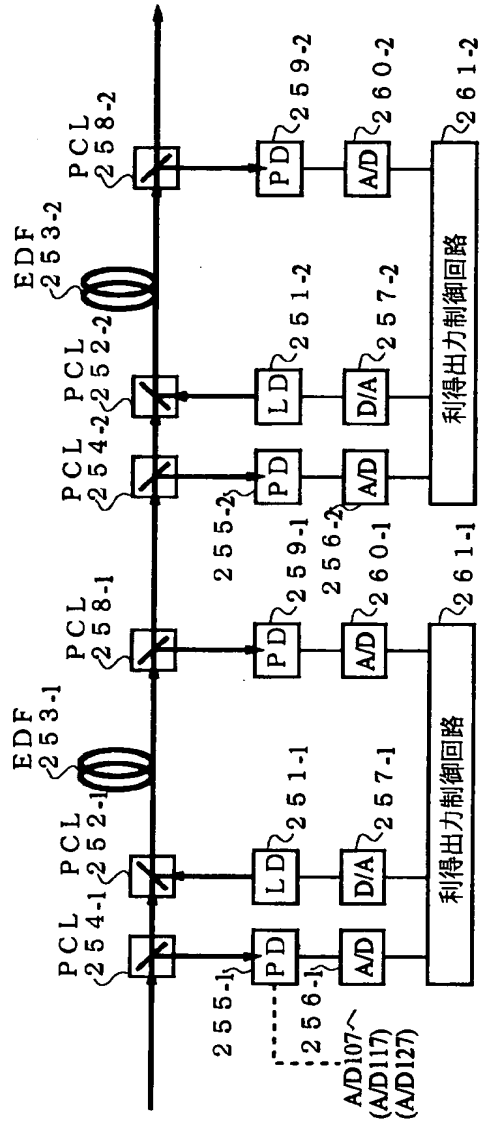 PCL
254-1
PCL
252-1
EDF
253-1
PCL
258-1
PCL
254-2
PCL
252-2
EDF
253-2
PCL
258-2
255-1
PD
LD
251-1
PD
259-1
255-2
PD
LD
251-2
PD
259-2
256-1
A/D
D/A
257-1
A/D
260-1
256-2
A/D
D/A
257-2
A/D
260-2
A/D107へ
(A/D117)
(A/D127)
利得出力制御回路
261-1
利得出力制御回路
261-2